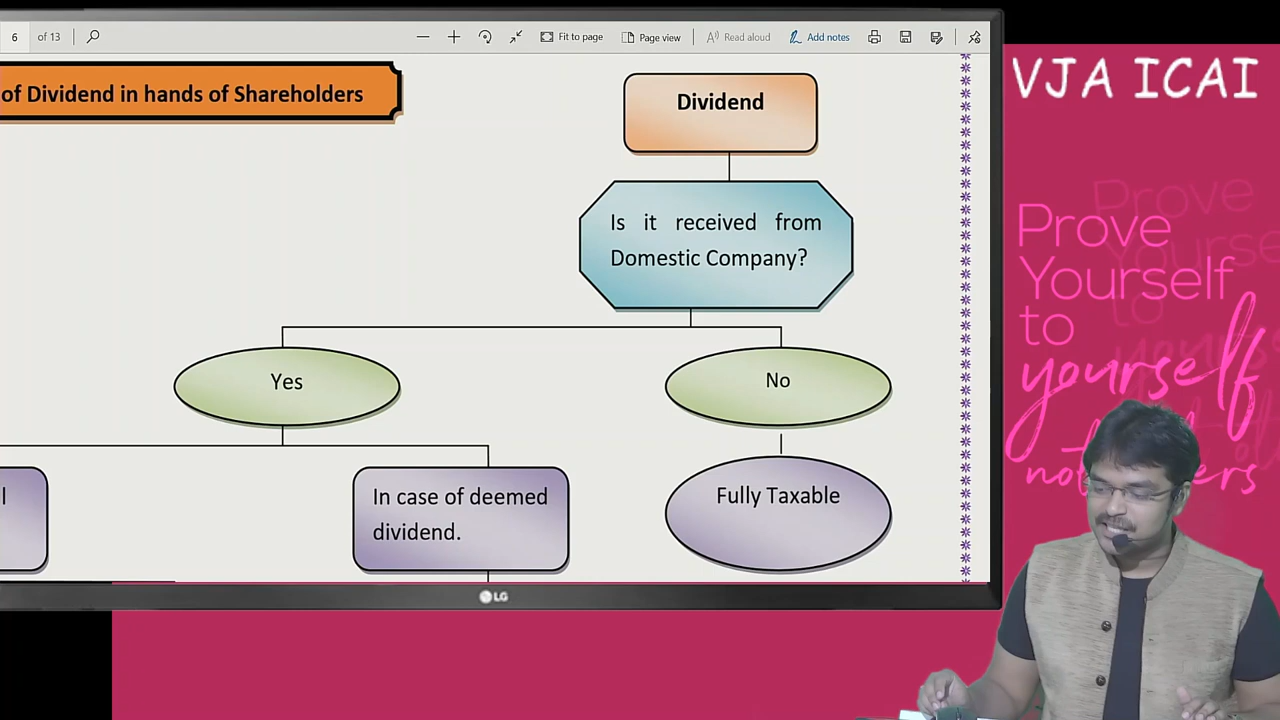 6 of 13
Fit to page
Page view
Read aloud
Add notes
of Dividend in hands of Shareholders
Dividend
Is it received from
Domestic Company?
Yes
No
In case of deemed
dividend.
Fully Taxable
LG
VJA ICAI
Prove
Yourself
to
yourself